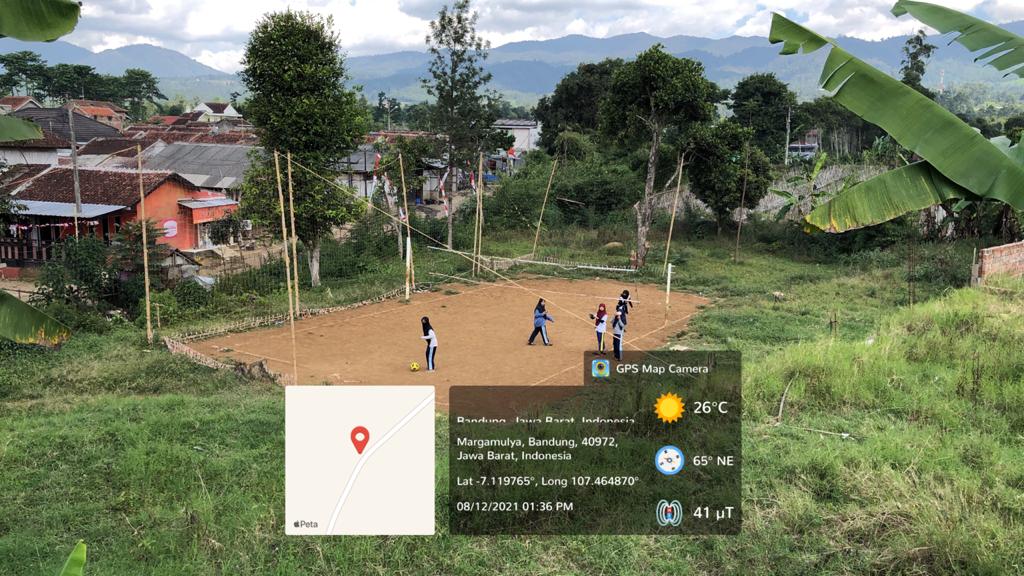 GPS Map Camera
Bandung, Jawa Barat, Indonesia
Margamulya, Bandung, 40972,
Jawa Barat, Indonesia
Lat -7.119765°, Long 107.464870°
08/12/2021 01:36 PM
26°C
65° NE
41 µT
Peta